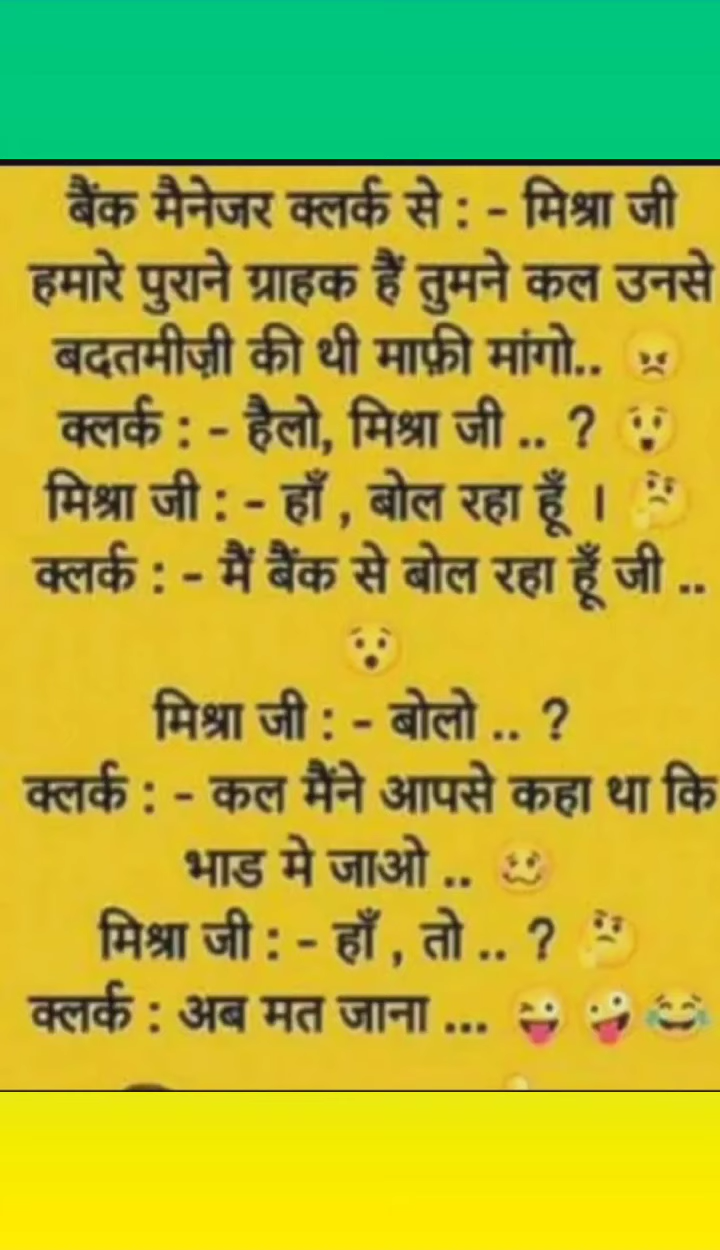 बैंक मैनेजर क्लर्क से : - मिश्रा जी
हमारे पुराने ग्राहक हैं तुमने कल उनसे
बदतमीज़ी की थी माफ़ी मांगो.. 😠
क्लर्क : - हैलो, मिश्रा जी .. ? 😲
मिश्रा जी : - हाँ , बोल रहा हूँ । 🤔
क्लर्क : - मैं बैंक से बोल रहा हूँ जी ..
😯
मिश्रा जी : - बोलो .. ?
क्लर्क : - कल मैंने आपसे कहा था कि
भाड मे जाओ .. 🥴
मिश्रा जी : - हाँ , तो .. ? 🤔
क्लर्क : अब मत जाना ... 😜 🤪 😂